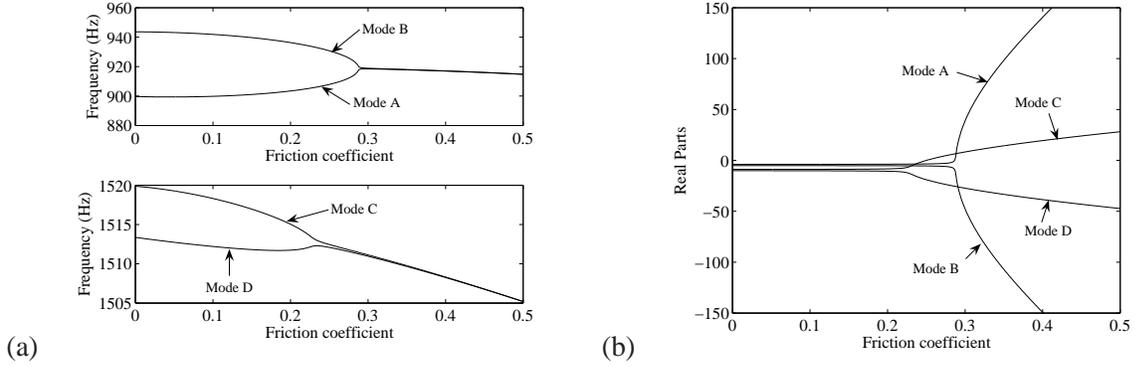 960
940
920
900
880
Frequency (Hz)
Mode B
Mode A
0 0.1 0.2 0.3 0.4 0.5
Friction coefficient
1520
1515
1510
1505
Frequency (Hz)
Mode C
Mode D
0 0.1 0.2 0.3 0.4 0.5
Friction coefficient
(a)
150
100
50
0
−50
−100
−150
Real Parts
Mode A
Mode C
Mode D
Mode B
0 0.1 0.2 0.3 0.4 0.5
Friction coefficient
(b)